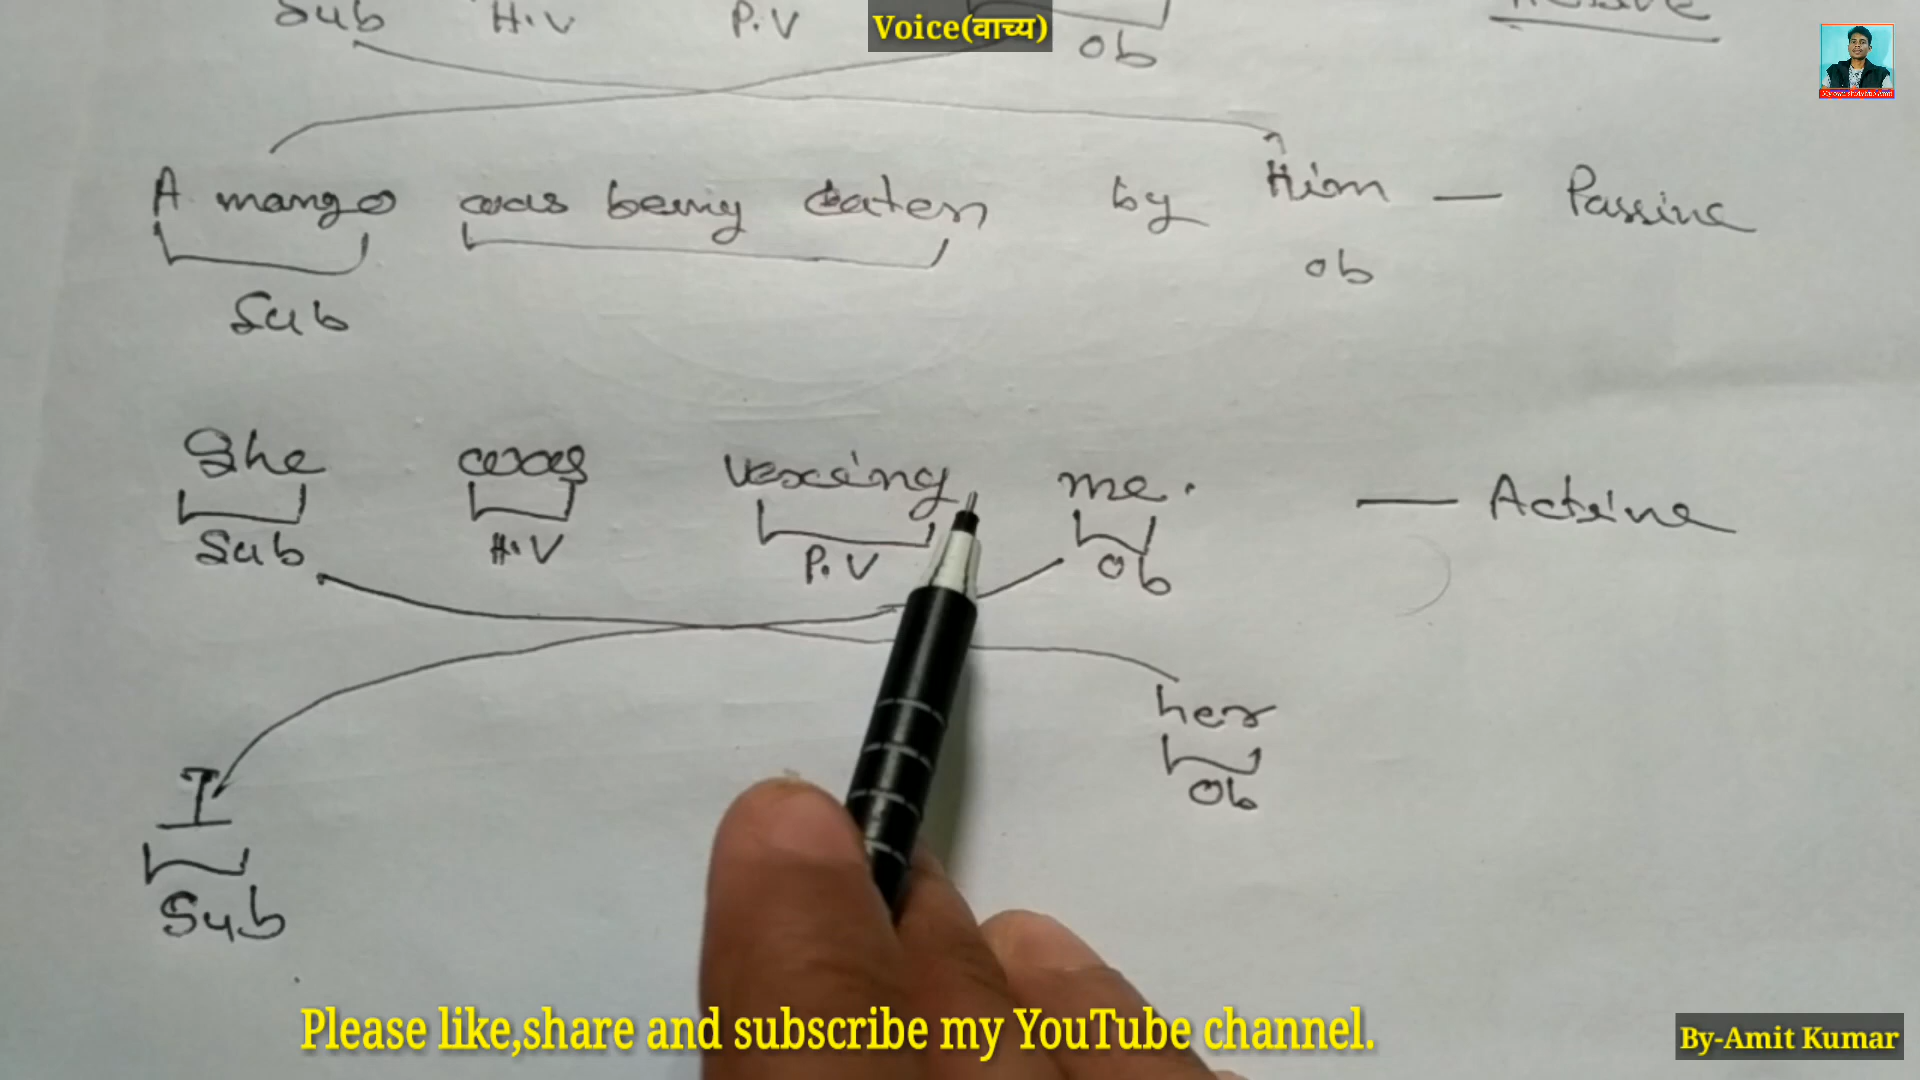 Sub H.V P.V Ob
Voice(वाच्य)
A mango was being eaten by Him — Passive
Sub ob
She was vexing me. — Active
Sub H.V P.V Ob
her
Ob
I
Sub
Please like,share and subscribe my YouTube channel.
By-Amit Kumar